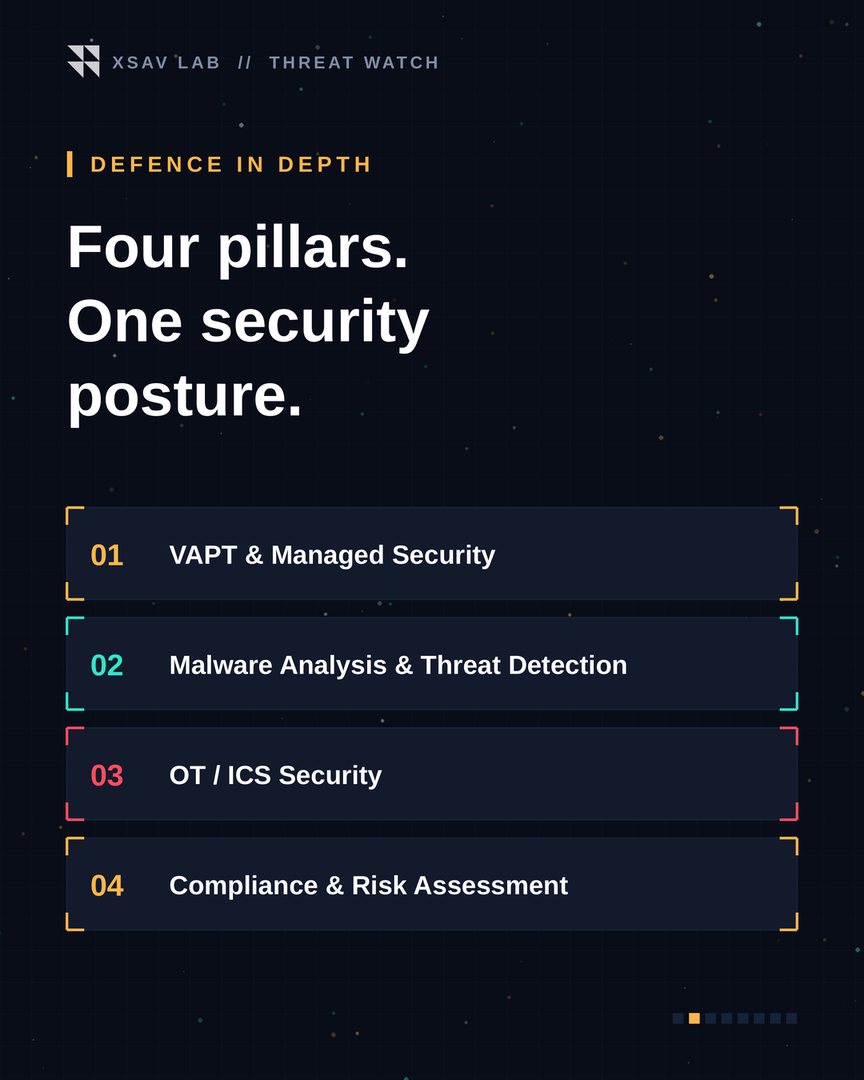 XSAV LAB // THREAT WATCH
DEFENCE IN DEPTH
Four pillars.
One security
posture.
01 VAPT & Managed Security
02 Malware Analysis & Threat Detection
03 OT / ICS Security
04 Compliance & Risk Assessment